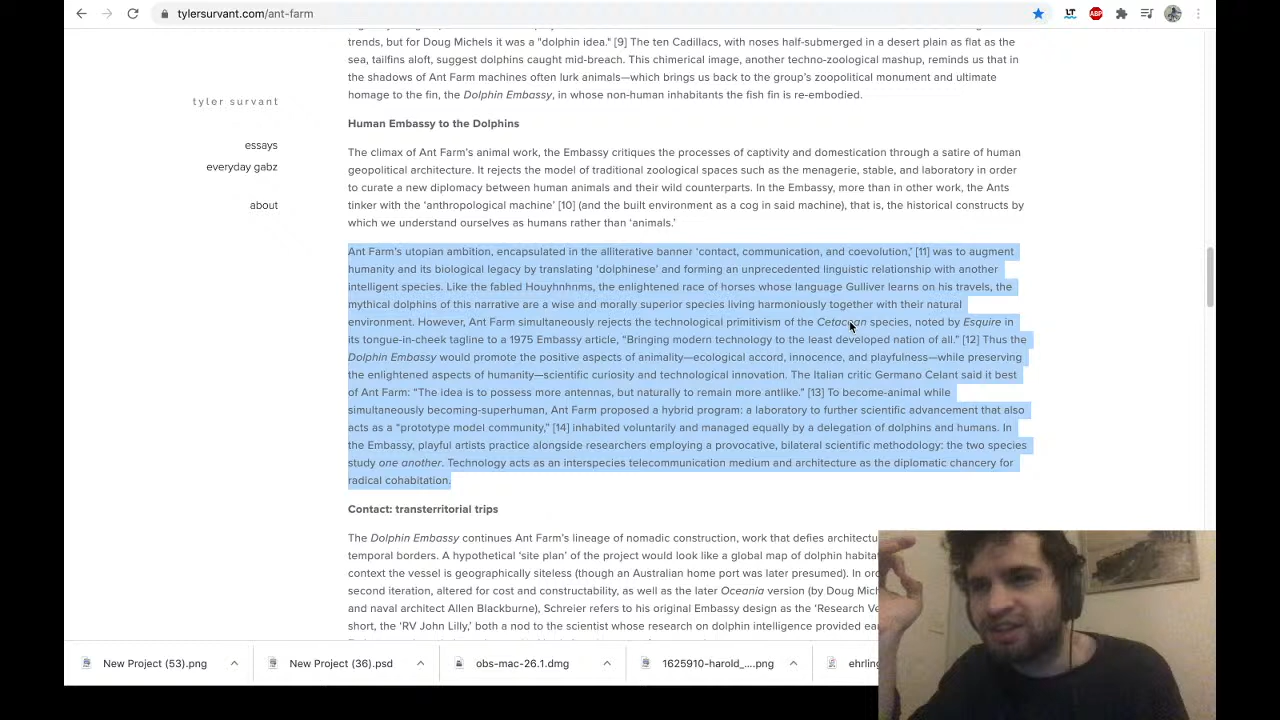 tylersurvant.com/ant-farm
trends, but for Doug Michels it was a "dolphin idea." [9] The ten Cadillacs, with noses half-submerged in a desert plain as flat as the
sea, tailfins aloft, suggest dolphins caught mid-breach. This chimerical image, another techno-zoological mashup, reminds us that in
the shadows of Ant Farm machines often lurk animals—which brings us back to the group's zoopolitical monument and ultimate
homage to the fin, the Dolphin Embassy, in whose non-human inhabitants the fish fin is re-embodied.
tyler survant
essays
everyday gabz
about
Human Embassy to the Dolphins
The climax of Ant Farm's animal work, the Embassy critiques the processes of captivity and domestication through a satire of human
geopolitical architecture. It rejects the model of traditional zoological spaces such as the menagerie, stable, and laboratory in order
to curate a new diplomacy between human animals and their wild counterparts. In the Embassy, more than in other work, the Ants
tinker with the 'anthropological machine' [10] (and the built environment as a cog in said machine), that is, the historical constructs by
which we understand ourselves as humans rather than 'animals.'
Ant Farm's utopian ambition, encapsulated in the alliterative banner 'contact, communication, and coevolution,' [11] was to augment
humanity and its biological legacy by translating 'dolphinese' and forming an unprecedented linguistic relationship with another
intelligent species. Like the fabled Houyhnhnms, the enlightened race of horses whose language Gulliver learns on his travels, the
mythical dolphins of this narrative are a wise and morally superior species living harmoniously together with their natural
environment. However, Ant Farm simultaneously rejects the technological primitivism of the Cetacean species, noted by Esquire in
its tongue-in-cheek tagline to a 1975 Embassy article, "Bringing modern technology to the least developed nation of all." [12] Thus the
Dolphin Embassy would promote the positive aspects of animality—ecological accord, innocence, and playfulness—while preserving
the enlightened aspects of humanity—scientific curiosity and technological innovation. The Italian critic Germano Celant said it best
of Ant Farm: "The idea is to possess more antennas, but naturally to remain more antlike." [13] To become-animal while
simultaneously becoming-superhuman, Ant Farm proposed a hybrid program: a laboratory to further scientific advancement that also
acts as a "prototype model community," [14] inhabited voluntarily and managed equally by a delegation of dolphins and humans. In
the Embassy, playful artists practice alongside researchers employing a provocative, bilateral scientific methodology: the two species
study one another. Technology acts as an interspecies telecommunication medium and architecture as the diplomatic chancery for
radical cohabitation.
Contact: transterritorial trips
The Dolphin Embassy continues Ant Farm's lineage of nomadic construction, work that defies architectu
temporal borders. A hypothetical 'site plan' of the project would look like a global map of dolphin habita
context the vessel is geographically siteless (though an Australian home port was later presumed). In ord
second iteration, altered for cost and constructability, as well as the later Oceania version (by Doug Mich
and naval architect Allen Blackburne), Schreier refers to his original Embassy design as the 'Research Ve
short, the 'RV John Lilly,' both a nod to the scientist whose research on dolphin intelligence provided ea
New Project (53).png
New Project (36).psd
obs-mac-26.1.dmg
1625910-harold_....png
ehrling